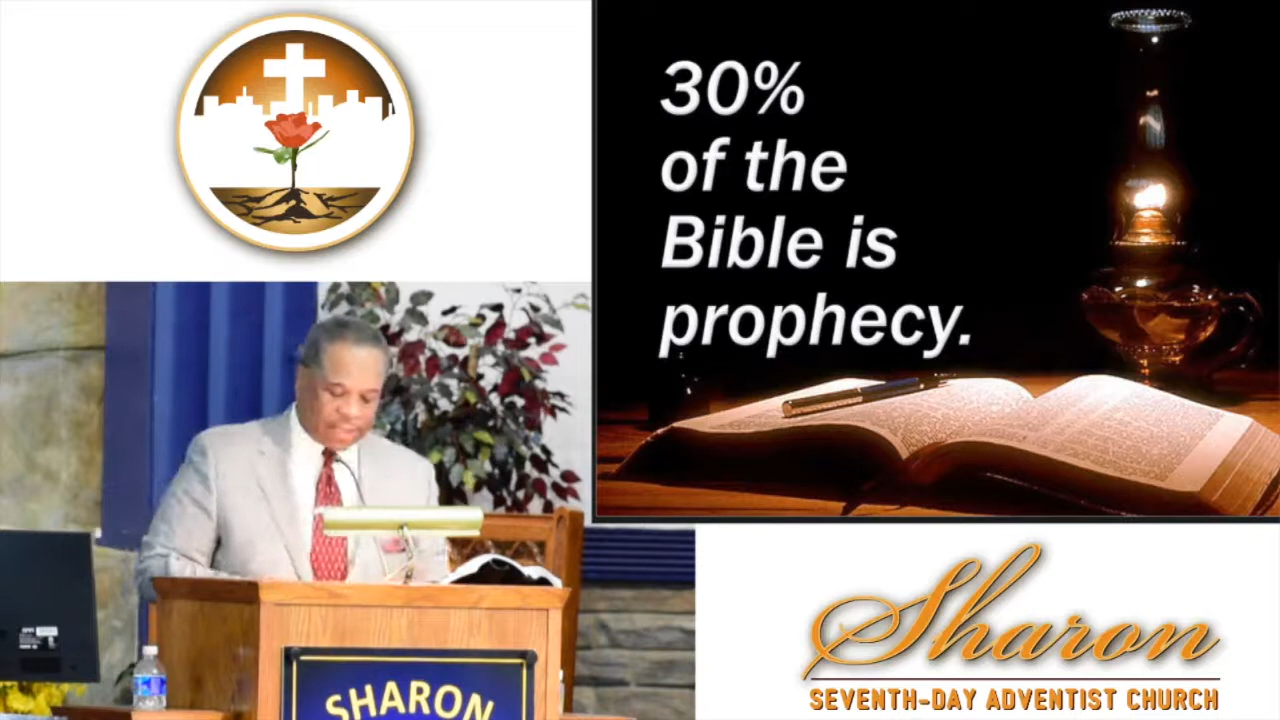 30%
of the
Bible is
prophecy.
SHARON
Sharon
SEVENTH-DAY ADVENTIST CHURCH